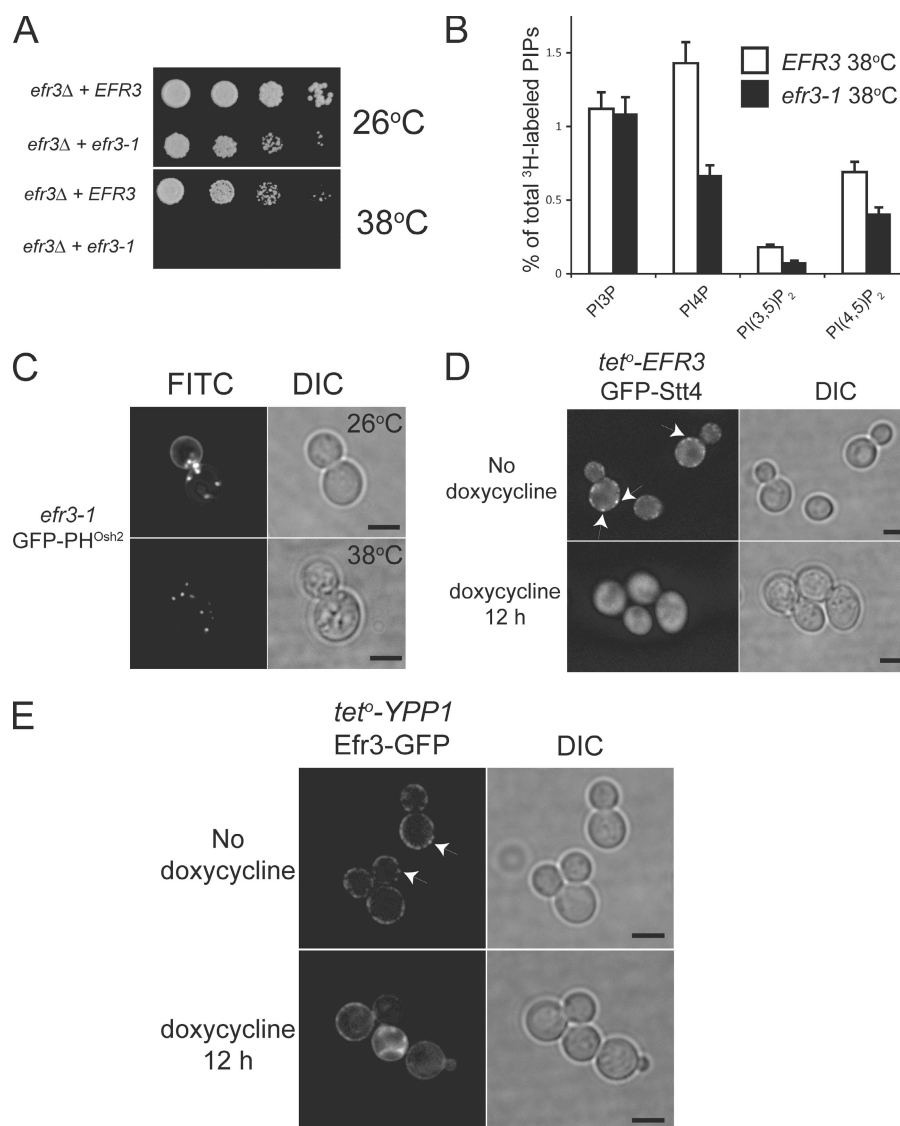 A
efr3Δ + EFR3
efr3Δ + efr3-1
26°C
efr3Δ + EFR3
efr3Δ + efr3-1
38°C
B
% of total ³H-labeled PIPs
1.5
1
0.5
0
EFR3 38°C
efr3-1 38°C
PI3P
PI4P
PI(3,5)P₂
PI(4,5)P₂
C
FITC
DIC
efr3-1
GFP-PHᴼˢʰ²
26°C
38°C
D
tetᵒ-EFR3
GFP-Stt4
DIC
No
doxycycline
doxycycline
12 h
E
tetᵒ-YPP1
Efr3-GFP
DIC
No
doxycycline
doxycycline
12 h